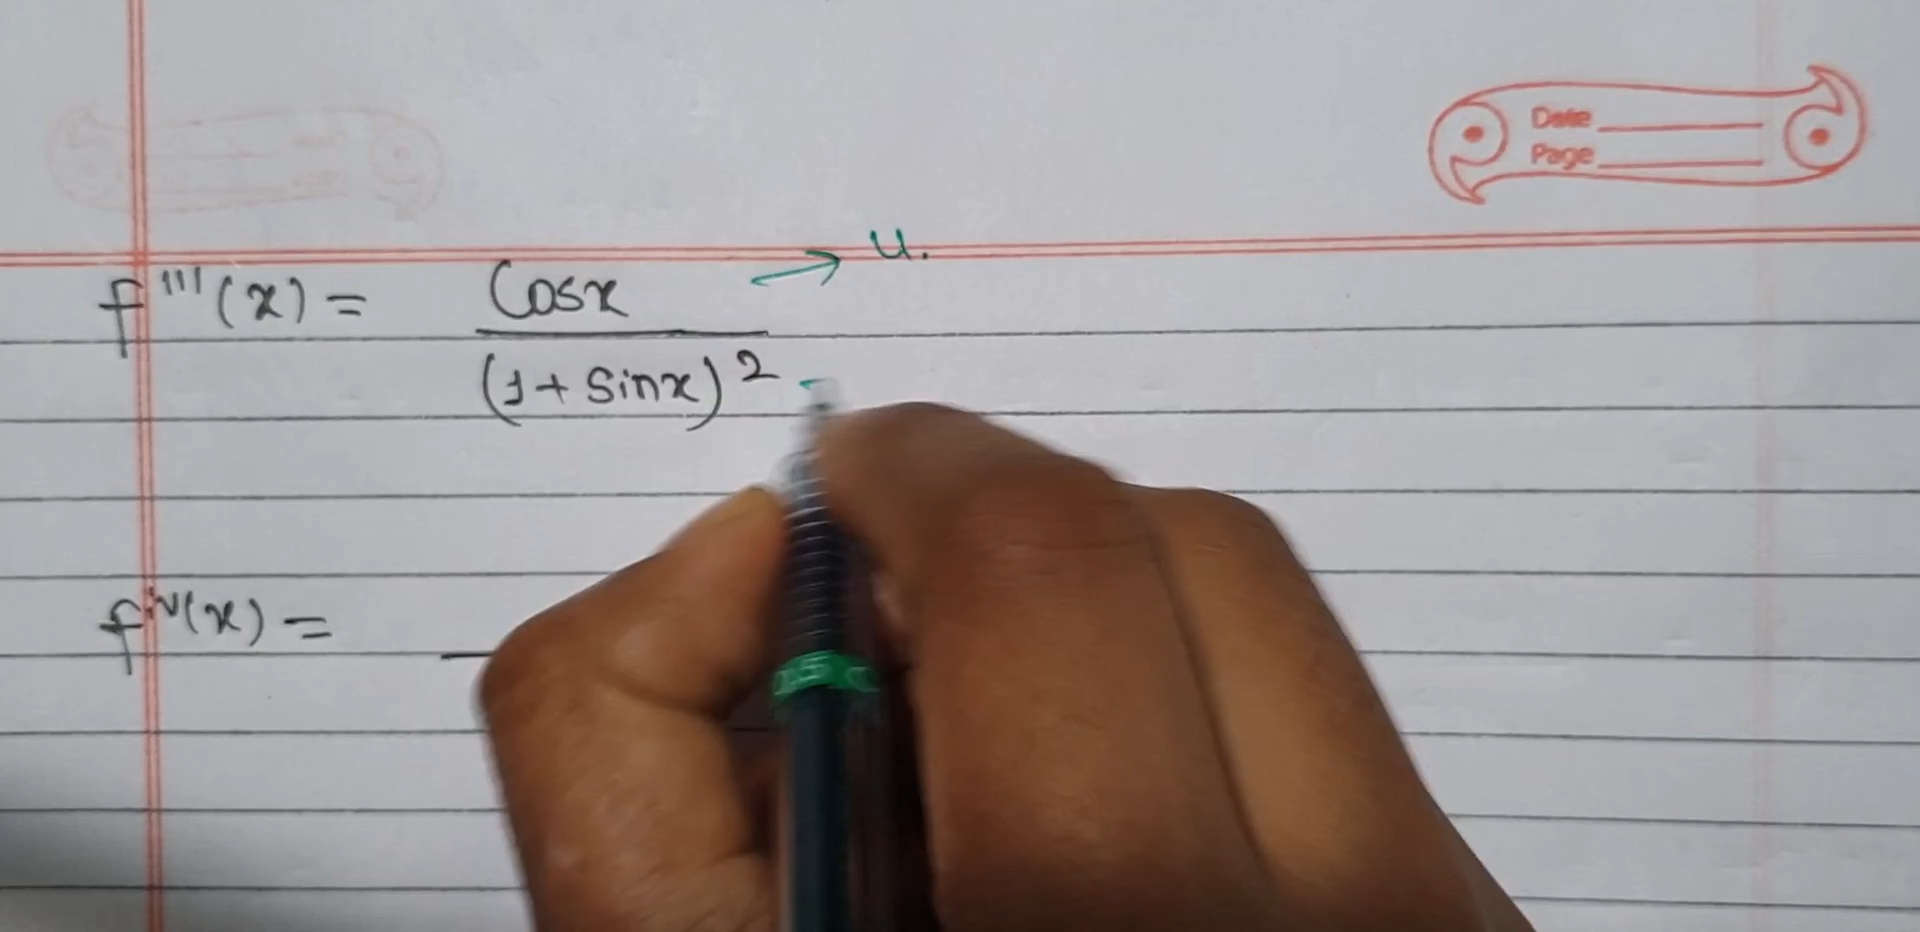 Date
Page
u.
f'''(x) = Cosx
(1 + Sinx)2
f^iv(x) =